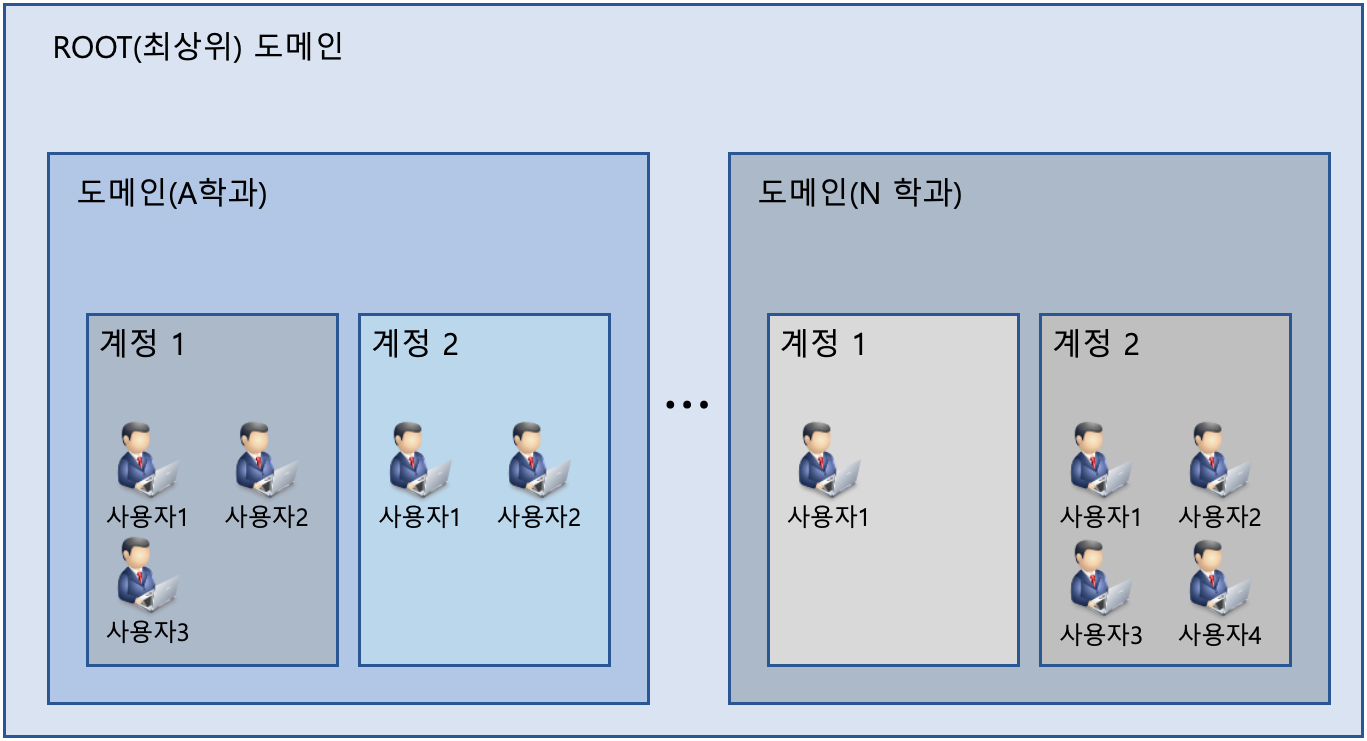 ROOT(최상위) 도메인
도메인(A학과)
계정 1
사용자1
사용자2
사용자3
계정 2
사용자1
사용자2
...
도메인(N 학과)
계정 1
사용자1
계정 2
사용자1
사용자2
사용자3
사용자4